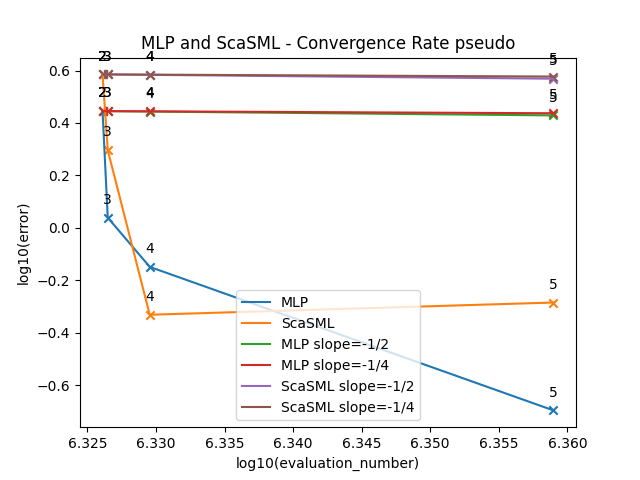 MLP and ScaSML - Convergence Rate pseudo
log10(error)
0.6
0.4
0.2
0.0
−0.2
−0.4
−0.6
2
3
4
5
5
2
3
4
5
5
3
3
4
4
5
5
MLP
ScaSML
MLP slope=-1/2
MLP slope=-1/4
ScaSML slope=-1/2
ScaSML slope=-1/4
6.325 6.330 6.335 6.340 6.345 6.350 6.355 6.360
log10(evaluation_number)